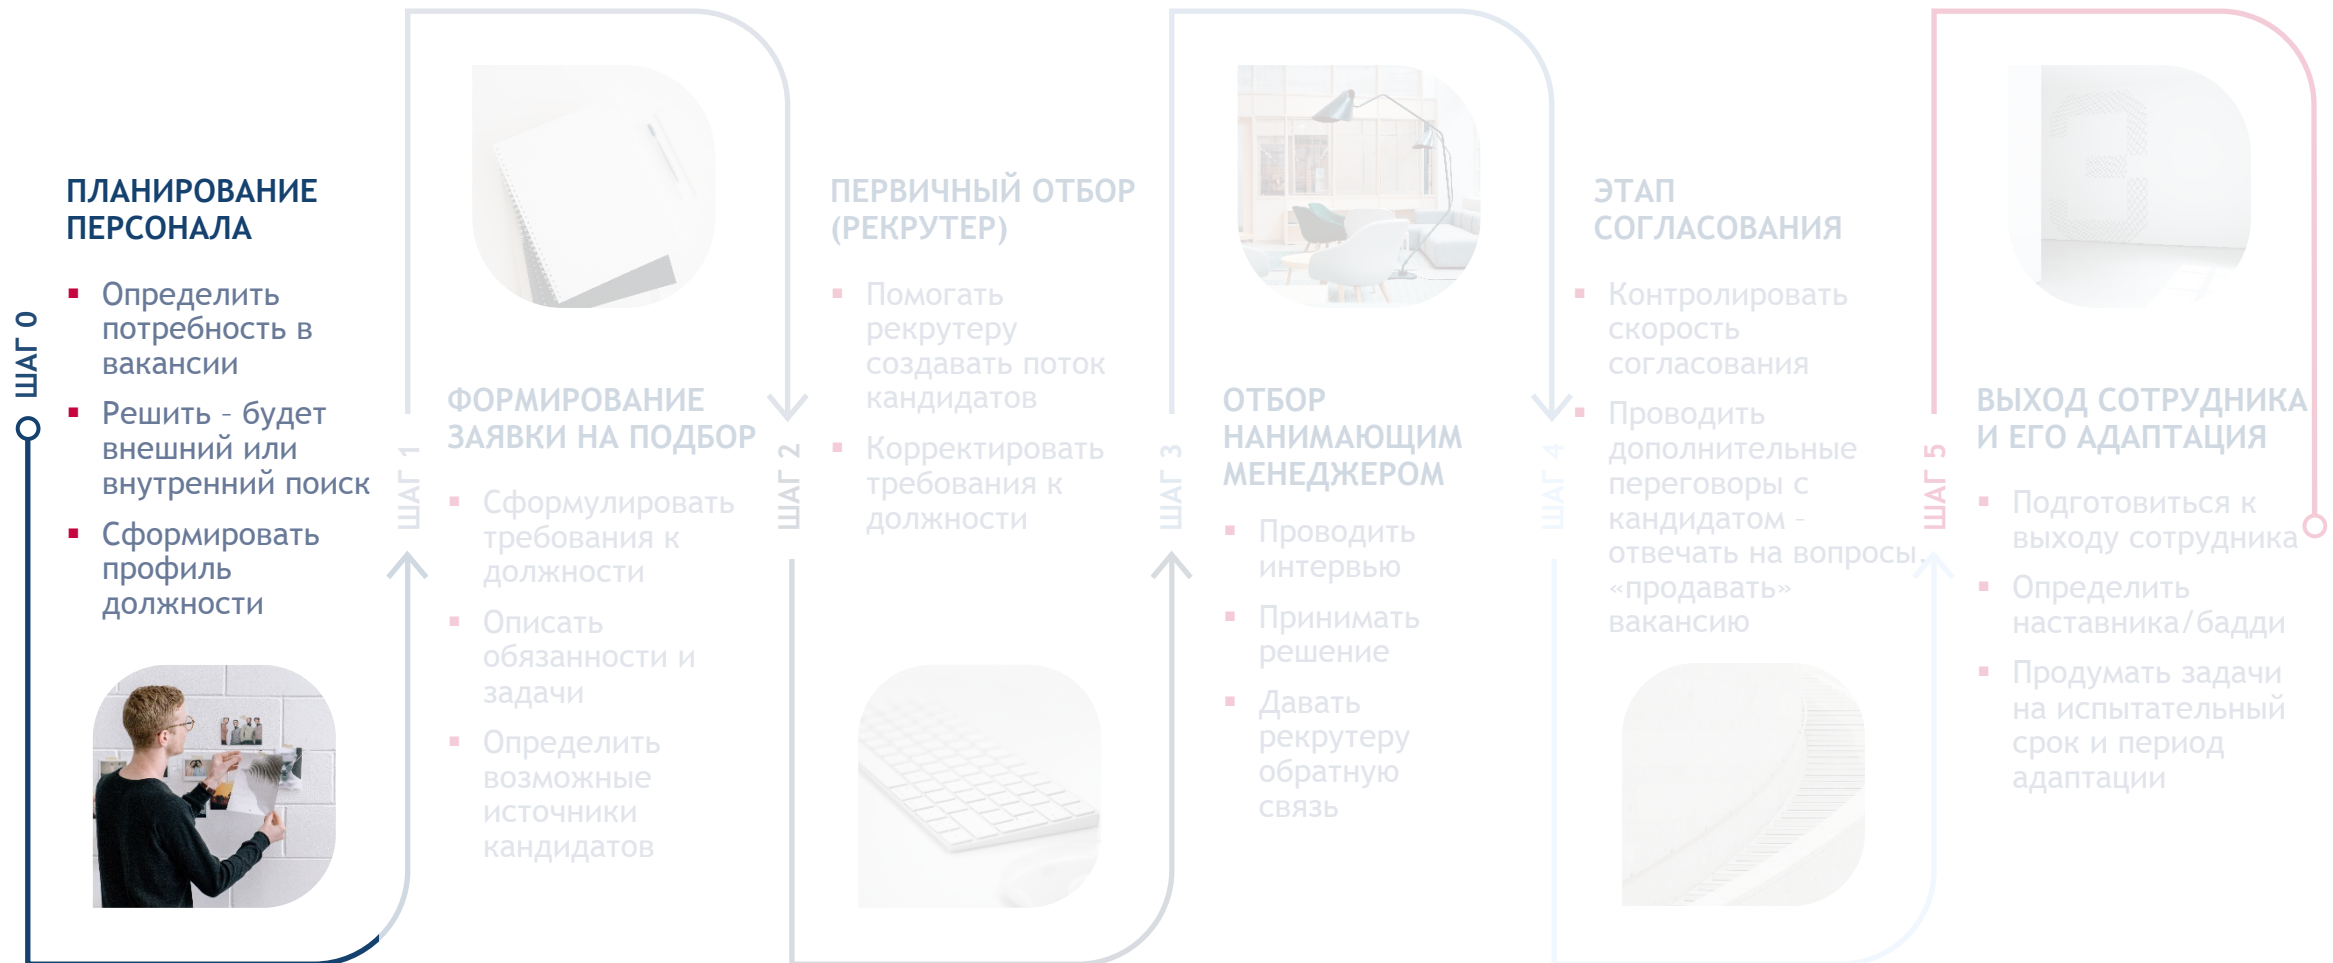 ШАГ 0
ПЛАНИРОВАНИЕ
ПЕРСОНАЛА
▪ Определить
потребность в
вакансии
▪ Решить – будет
внешний или
внутренний поиск
▪ Сформировать
профиль
должности
ШАГ 1
ФОРМИРОВАНИЕ
ЗАЯВКИ НА ПОДБОР
▪ Сформулировать
требования к
должности
▪ Описать
обязанности и
задачи
▪ Определить
возможные
источники
кандидатов
ШАГ 2
ПЕРВИЧНЫЙ ОТБОР
(РЕКРУТЕР)
▪ Помогать
рекрутеру
создавать поток
кандидатов
▪ Корректировать
требования к
должности
ШАГ 3
ОТБОР
НАНИМАЮЩИМ
МЕНЕДЖЕРОМ
▪ Проводить
интервью
▪ Принимать
решение
▪ Давать
рекрутеру
обратную
связь
ШАГ 4
ЭТАП
СОГЛАСОВАНИЯ
▪ Контролировать
скорость
согласования
▪ Проводить
дополнительные
переговоры с
кандидатом –
отвечать на вопросы,
«продавать»
вакансию
ШАГ 5
ВЫХОД СОТРУДНИКА
И ЕГО АДАПТАЦИЯ
▪ Подготовиться к
выходу сотрудника
▪ Определить
наставника/бадди
▪ Продумать задачи
на испытательный
срок и период
адаптации